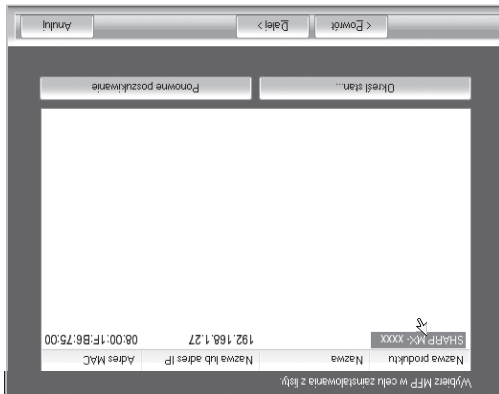 Wybierz MFP w celu zanstalowania z listy.
Nazwa produktu Nazwa Nazwa lub adres IP Adres MAC
SHARP MX- XXXX 192.168.1.27 08:00:1F:B6:75:00
Określ stan... Ponowne poszukiwanie
< Powrót Dalej > Anuluj